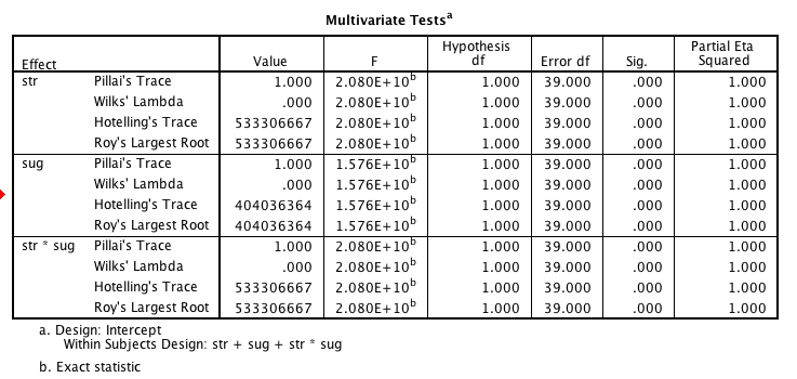 Multivariate Tests^a
Effect Value F Hypothesis df Error df Sig. Partial Eta Squared
str Pillai's Trace 1.000 2.080E+10^b 1.000 39.000 .000 1.000
Wilks' Lambda .000 2.080E+10^b 1.000 39.000 .000 1.000
Hotelling's Trace 533306667 2.080E+10^b 1.000 39.000 .000 1.000
Roy's Largest Root 533306667 2.080E+10^b 1.000 39.000 .000 1.000
sug Pillai's Trace 1.000 1.576E+10^b 1.000 39.000 .000 1.000
Wilks' Lambda .000 1.576E+10^b 1.000 39.000 .000 1.000
Hotelling's Trace 404036364 1.576E+10^b 1.000 39.000 .000 1.000
Roy's Largest Root 404036364 1.576E+10^b 1.000 39.000 .000 1.000
str * sug Pillai's Trace 1.000 2.080E+10^b 1.000 39.000 .000 1.000
Wilks' Lambda .000 2.080E+10^b 1.000 39.000 .000 1.000
Hotelling's Trace 533306667 2.080E+10^b 1.000 39.000 .000 1.000
Roy's Largest Root 533306667 2.080E+10^b 1.000 39.000 .000 1.000
a. Design: Intercept
Within Subjects Design: str + sug + str * sug
b. Exact statistic